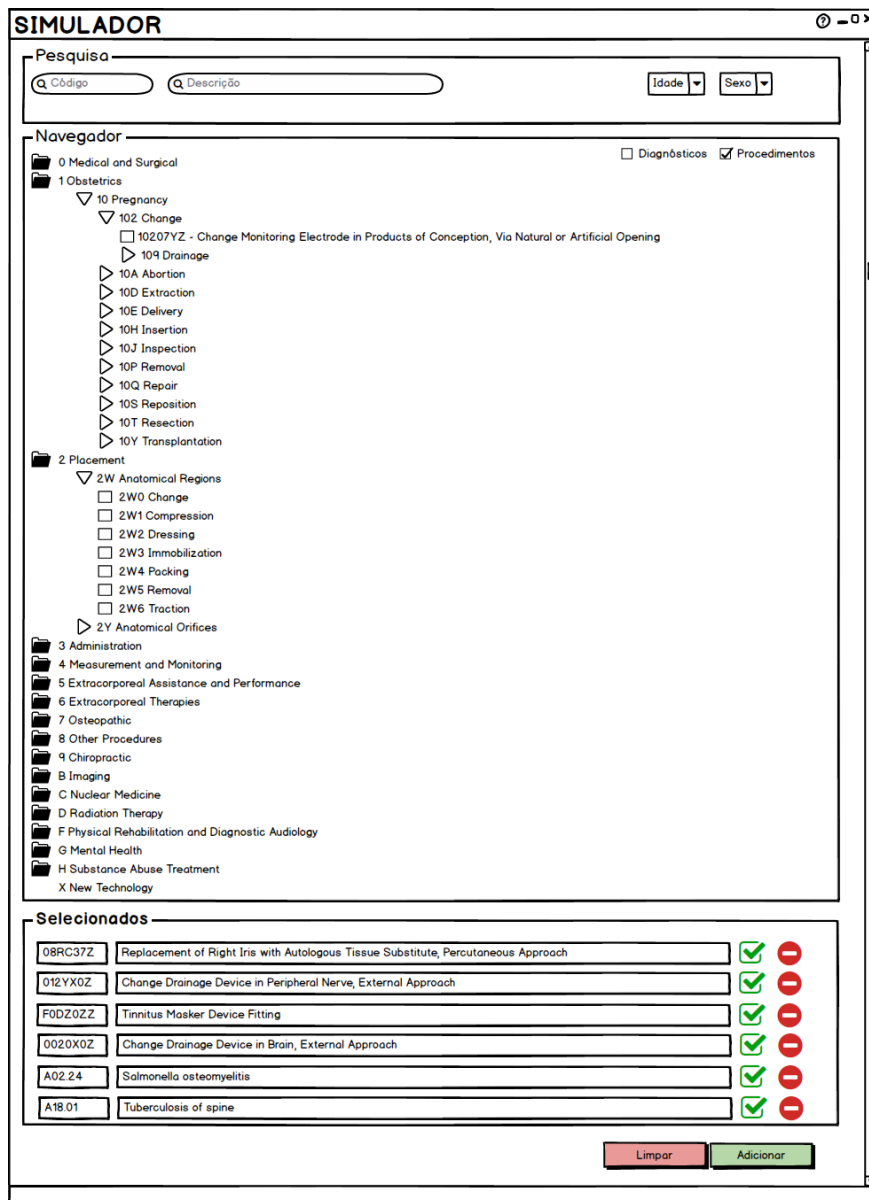 SIMULADOR
Pesquisa
Código Descrição Idade Sexo
Navegador
Diagnósticos Procedimentos
0 Medical and Surgical
1 Obstetrics
10 Pregnancy
102 Change
10207YZ - Change Monitoring Electrode in Products of Conception, Via Natural or Artificial Opening
109 Drainage
10A Abortion
10D Extraction
10E Delivery
10H Insertion
10J Inspection
10P Removal
10Q Repair
10S Reposition
10T Resection
10Y Transplantation
2 Placement
2W Anatomical Regions
2W0 Change
2W1 Compression
2W2 Dressing
2W3 Immobilization
2W4 Packing
2W5 Removal
2W6 Traction
2Y Anatomical Orifices
3 Administration
4 Measurement and Monitoring
5 Extracorporeal Assistance and Performance
6 Extracorporeal Therapies
7 Osteopathic
8 Other Procedures
9 Chiropractic
B Imaging
C Nuclear Medicine
D Radiation Therapy
F Physical Rehabilitation and Diagnostic Audiology
G Mental Health
H Substance Abuse Treatment
X New Technology
Selecionados
08RC37Z Replacement of Right Iris with Autologous Tissue Substitute, Percutaneous Approach
012YX0Z Change Drainage Device in Peripheral Nerve, External Approach
F0DZ0ZZ Tinnitus Masker Device Fitting
0020X0Z Change Drainage Device in Brain, External Approach
A02.24 Salmonella osteomyelitis
A18.01 Tuberculosis of spine
Limpar Adicionar